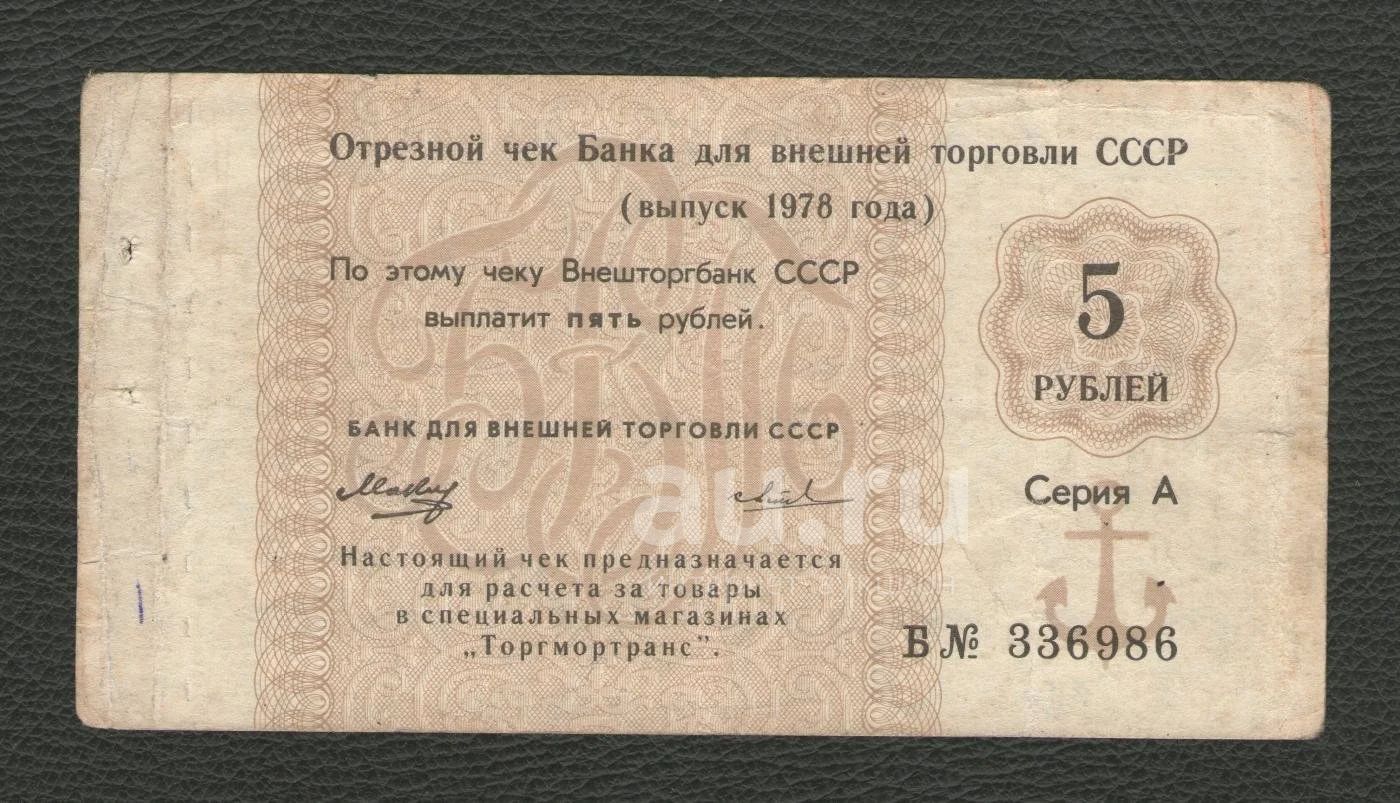 Отрезной чек Банка для внешней торговли СССР
(выпуск 1978 года)
По этому чеку Внешторгбанк СССР
выплатит пять рублей.
5
РУБЛЕЙ
БАНК ДЛЯ ВНЕШНЕЙ ТОРГОВЛИ СССР
Серия А
au.ru
Настоящий чек предназначается
для расчета за товары
в специальных магазинах
„Торгмортранс".
Б № 336986